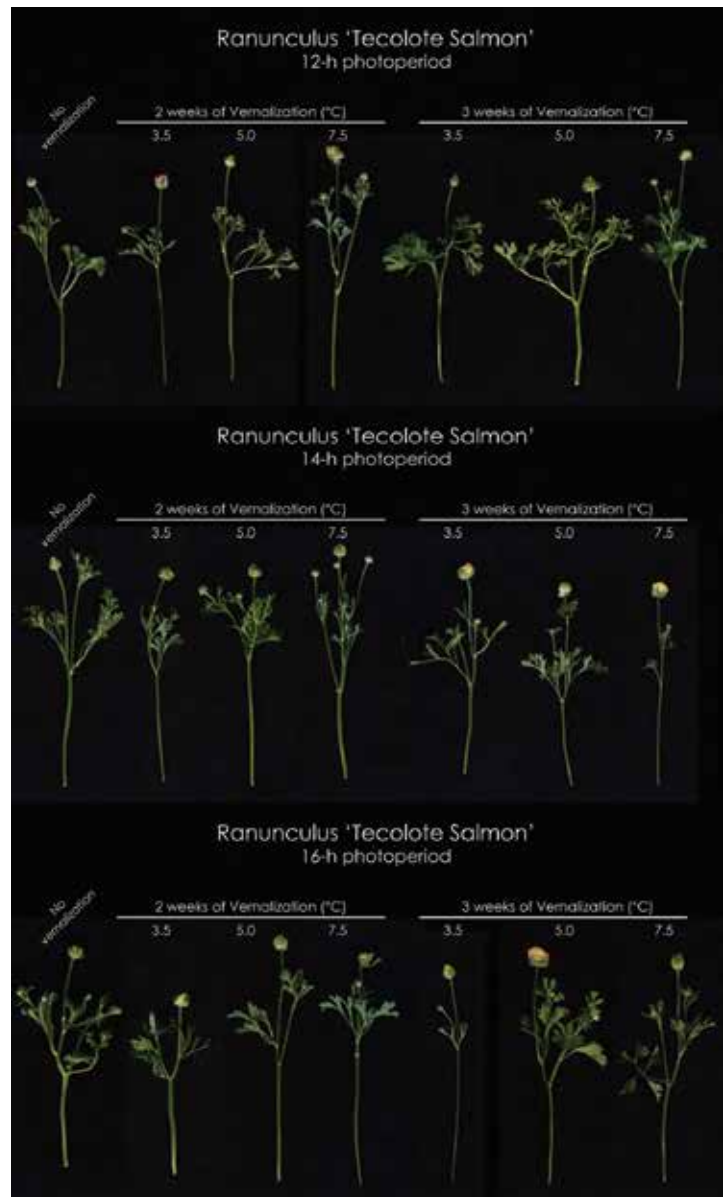 Ranunculus 'Tecolote Salmon'
12-h photoperiod
No
vernalization
2 weeks of Vernalization (°C)
3 weeks of Vernalization (°C)
3.5
5.0
7.5
3.5
5.0
7.5
Ranunculus 'Tecolote Salmon'
14-h photoperiod
No
vernalization
2 weeks of Vernalization (°C)
3 weeks of Vernalization (°C)
3.5
5.0
7.5
3.5
5.0
7.5
Ranunculus 'Tecolote Salmon'
16-h photoperiod
No
vernalization
2 weeks of Vernalization (°C)
3 weeks of Vernalization (°C)
3.5
5.0
7.5
3.5
5.0
7.5